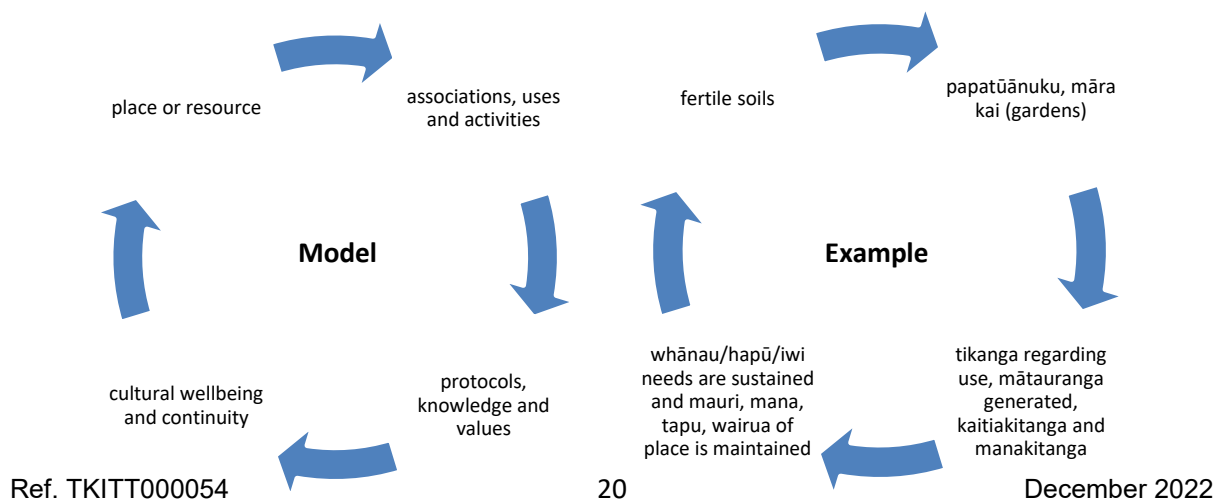 place or resource
associations, uses
and activities
Model
protocols,
knowledge and
values
cultural wellbeing
and continuity
fertile soils
papatūānuku, māra
kai (gardens)
Example
tikanga regarding
use, mātauranga
generated,
kaitiakitanga and
manakitanga
whānau/hapū/iwi
needs are sustained
and mauri, mana,
tapu, wairua of
place is maintained
Ref. TKITT000054 20 December 2022